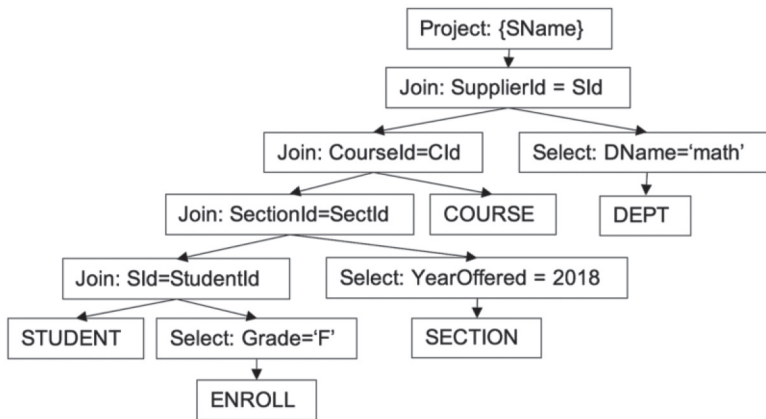 Project: {SName}
Join: SupplierId = SId
Join: CourseId=CId
Select: DName=‘math’
Join: SectionId=SectId
COURSE
DEPT
Join: SId=StudentId
Select: YearOffered = 2018
STUDENT
Select: Grade=‘F’
SECTION
ENROLL